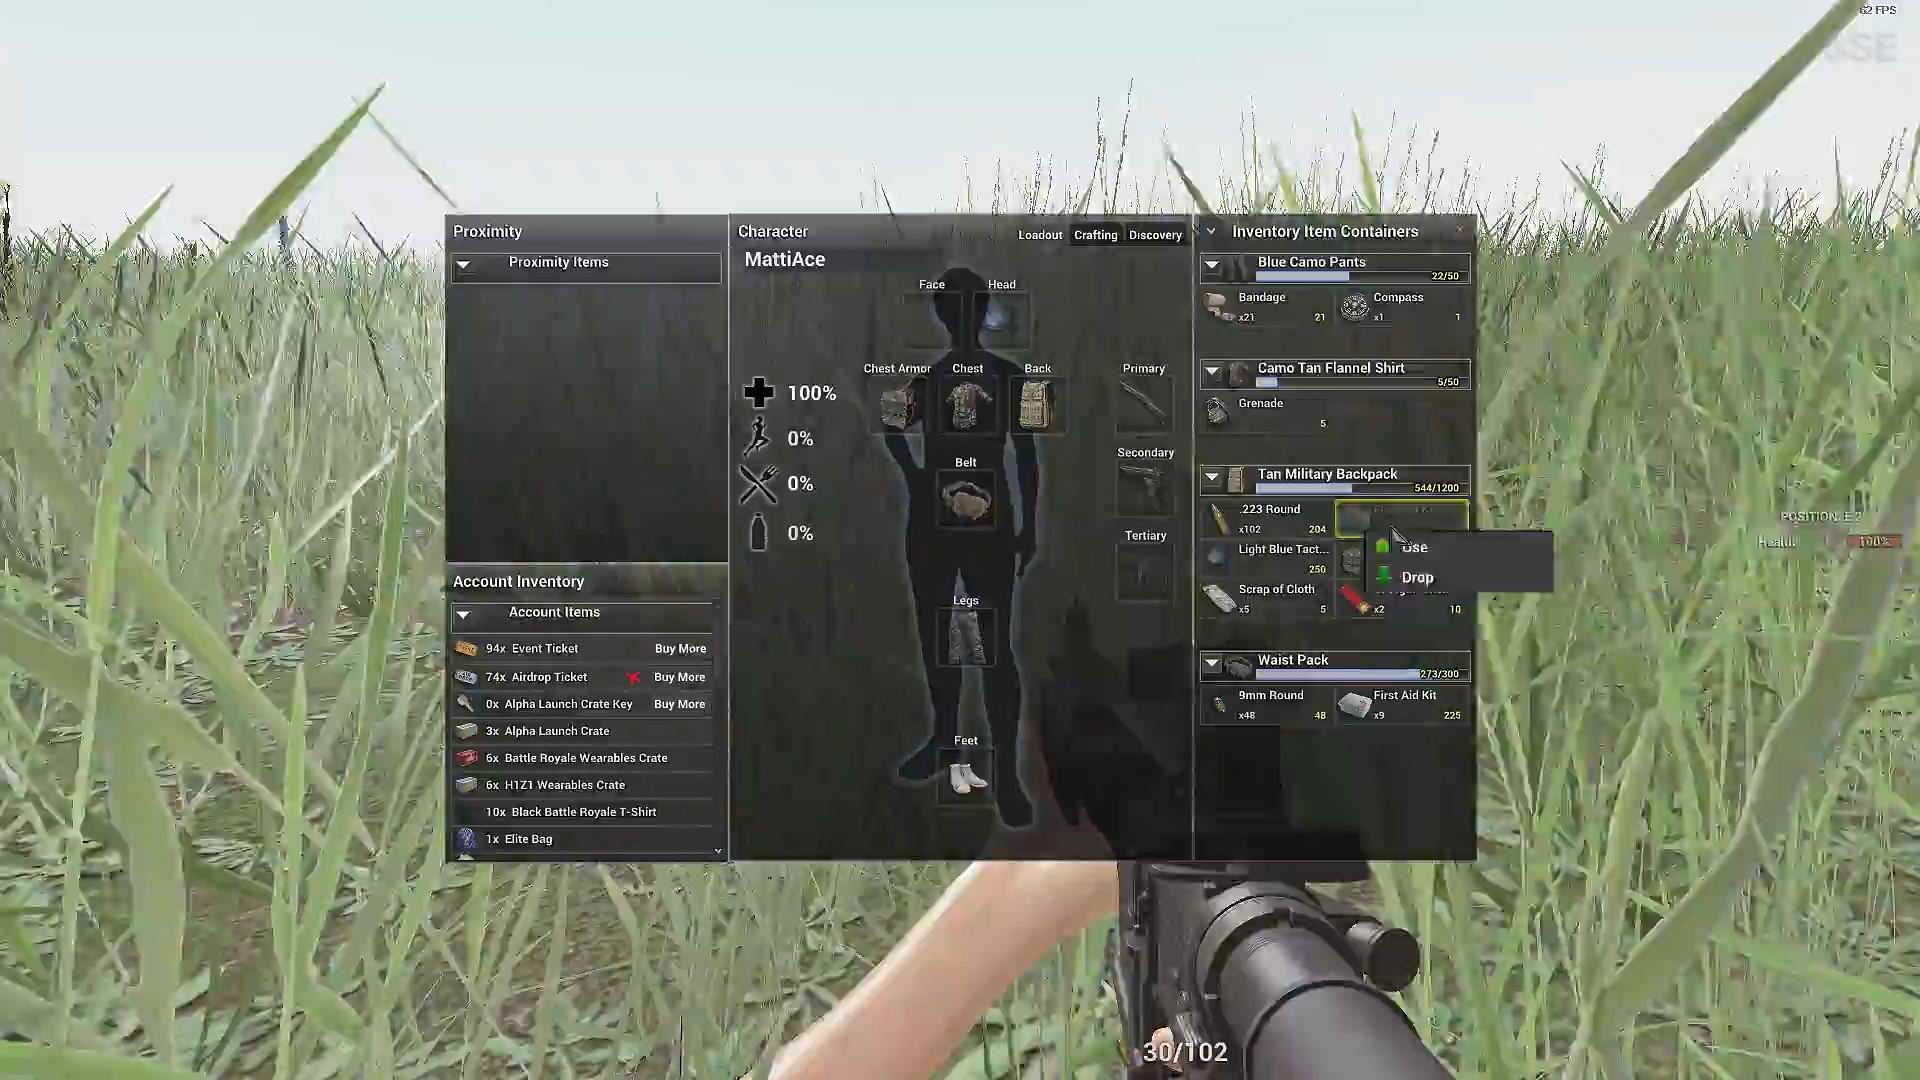 62 FPS
Proximity
Proximity Items
Account Inventory
Account Items
94x Event Ticket Buy More
74x Airdrop Ticket Buy More
0x Alpha Launch Crate Key Buy More
3x Alpha Launch Crate
6x Battle Royale Wearables Crate
6x H1Z1 Wearables Crate
10x Black Battle Royale T-Shirt
1x Elite Bag
Character
Loadout Crafting Discovery
MattiAce
Face Head
Chest Armor Chest Back Primary
100%
0%
Belt Secondary
0%
0%
Tertiary
Legs
Feet
Inventory Item Containers
Blue Camo Pants
22/50
Bandage Compass
x21 21 x1 1
Camo Tan Flannel Shirt
5/50
Grenade
5
Tan Military Backpack
544/1200
.223 Round
x102 204
Use
Light Blue Tact...
250
Drop
Scrap of Cloth
x5 5 x2 10
Waist Pack
273/300
9mm Round First Aid Kit
x48 48 x9 225
POSITION: E 2
Health 100%
30/102